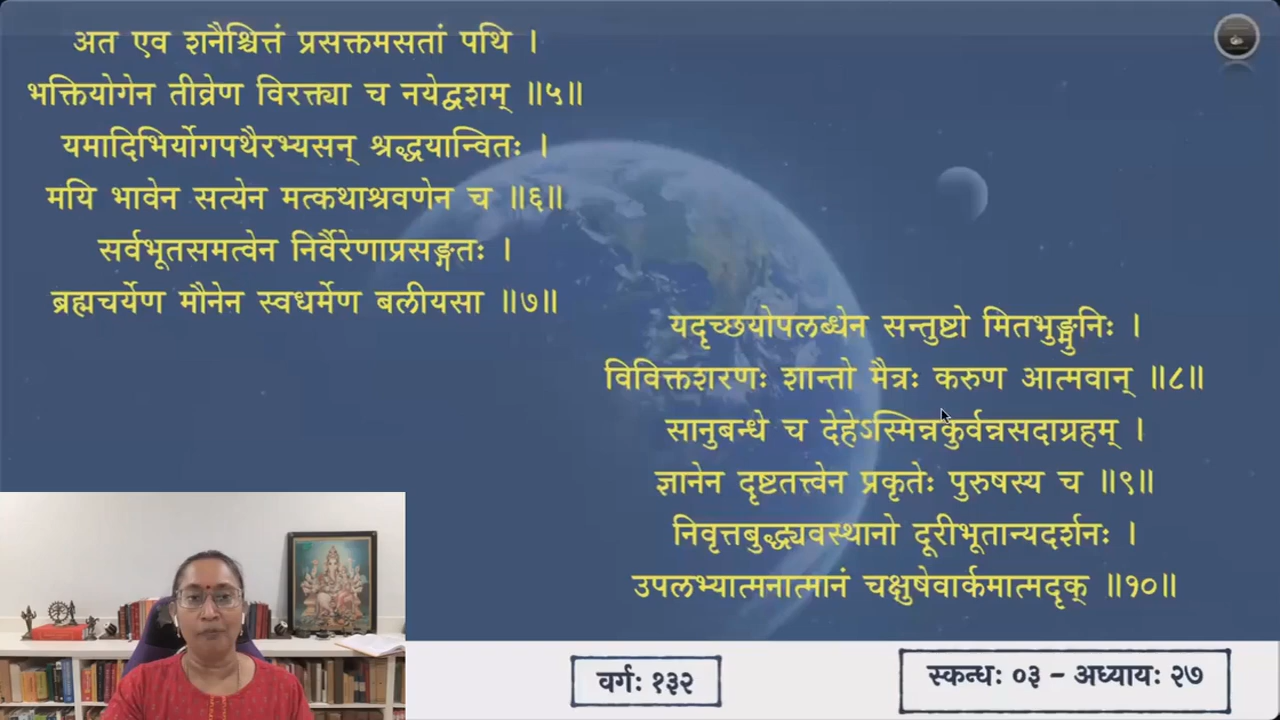 अत एव शनैश्चित्तं प्रसक्तमसतां पथि ।
भक्तियोगेन तीव्रेण विरक्त्या च नयेद्वशम् ॥५॥
यमादिभिर्योगपथैरभ्यसन् श्रद्धयान्वितः ।
मयि भावेन सत्येन मत्कथाश्रवणेन च ॥६॥
सर्वभूतसमत्वेन निर्वैरेणाप्रसङ्गतः ।
ब्रह्मचर्येण मौनेन स्वधर्मेण बलीयसा ॥७॥
यदृच्छयोपलब्धेन सन्तुष्टो मितभुङ्मुनिः ।
विविक्तशरणः शान्तो मैत्रः करुण आत्मवान् ॥८॥
सानुबन्धे च देहेऽस्मिन्नकुर्वन्नसदाग्रहम् ।
ज्ञानेन दृष्टतत्त्वेन प्रकृतेः पुरुषस्य च ॥९॥
निवृत्तबुद्ध्यवस्थानो दूरीभूतान्यदर्शनः ।
उपलभ्यात्मनात्मानं चक्षुषेवार्कमात्मदृक् ॥१०॥
वर्गः १३२
स्कन्धः ०३ - अध्यायः २७